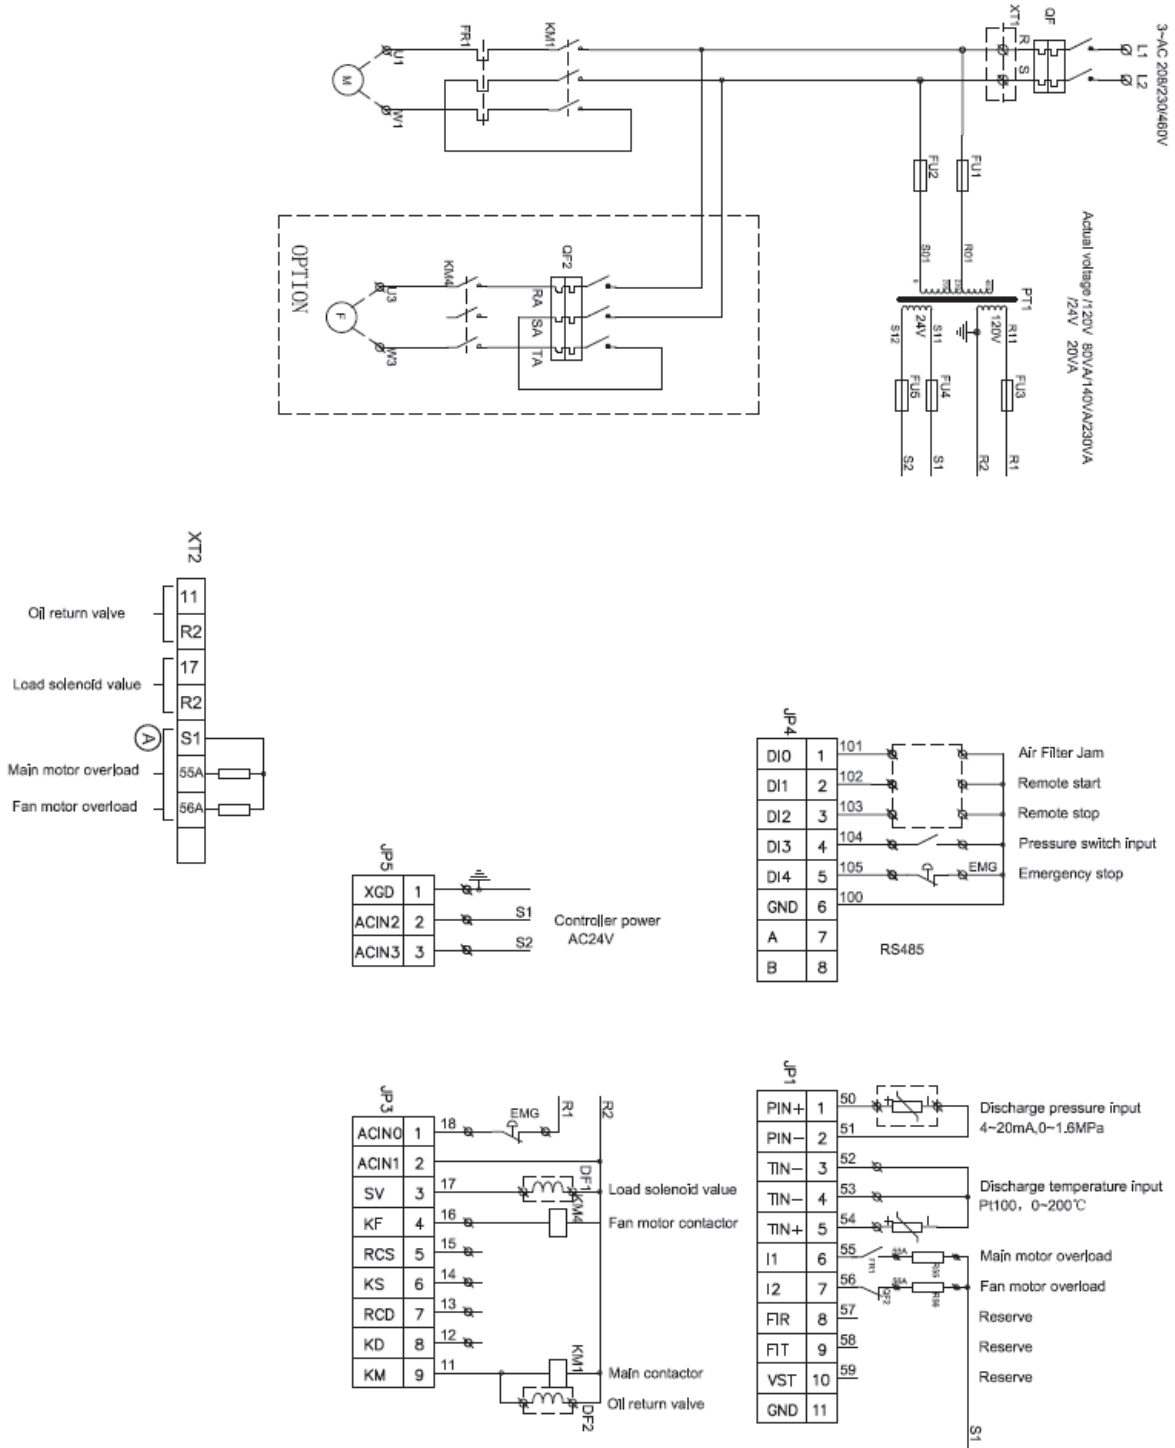 3~AC 208/230/460V
L1
L2
QF
XT1
R
S
KM1
FR1
U1
M
W1
FU1
FU2
Actual voltage /120V 80VA/140VA/230VA
/24V 20VA
R01
S01
PT1
120V
24V
R11
S11
S12
FU3
FU4
FU5
R1
R2
S1
S2
OPTION
QF2
KM4
RA
SA
TA
U3
F
W3
XT2
11
R2
17
R2
S1
55A
56A
Oil return valve
Load solenoid value
A
Main motor overload
Fan motor overload
JP4
DI0 1 101 Air Filter Jam
DI1 2 102 Remote start
DI2 3 103 Remote stop
DI3 4 104 Pressure switch input
DI4 5 105 EMG Emergency stop
GND 6 100
A 7
B 8
RS485
JP5
XGD 1
ACIN2 2 S1
ACIN3 3 S2
Controller power
AC24V
JP3
R1
R2
ACIN0 1 18 EMG
ACIN1 2
SV 3 17 DF1 Load solenoid value
KF 4 16 KM4 Fan motor contactor
RCS 5 15
KS 6 14
RCD 7 13
KD 8 12
KM 9 11 KM1 Main contactor
DF2 Oil return valve
JP1
PIN+ 1 50
PIN- 2 51
Discharge pressure input
4~20mA,0~1.6MPa
TIN- 3 52
TIN- 4 53
TIN+ 5 54
Discharge temperature input
Pt100, 0~200℃
I1 6 55 FR1 55A R55 Main motor overload
I2 7 56 QF2 R56 Fan motor overload
FIR 8 57 Reserve
FIT 9 58 Reserve
VST 10 59 Reserve
GND 11
S1